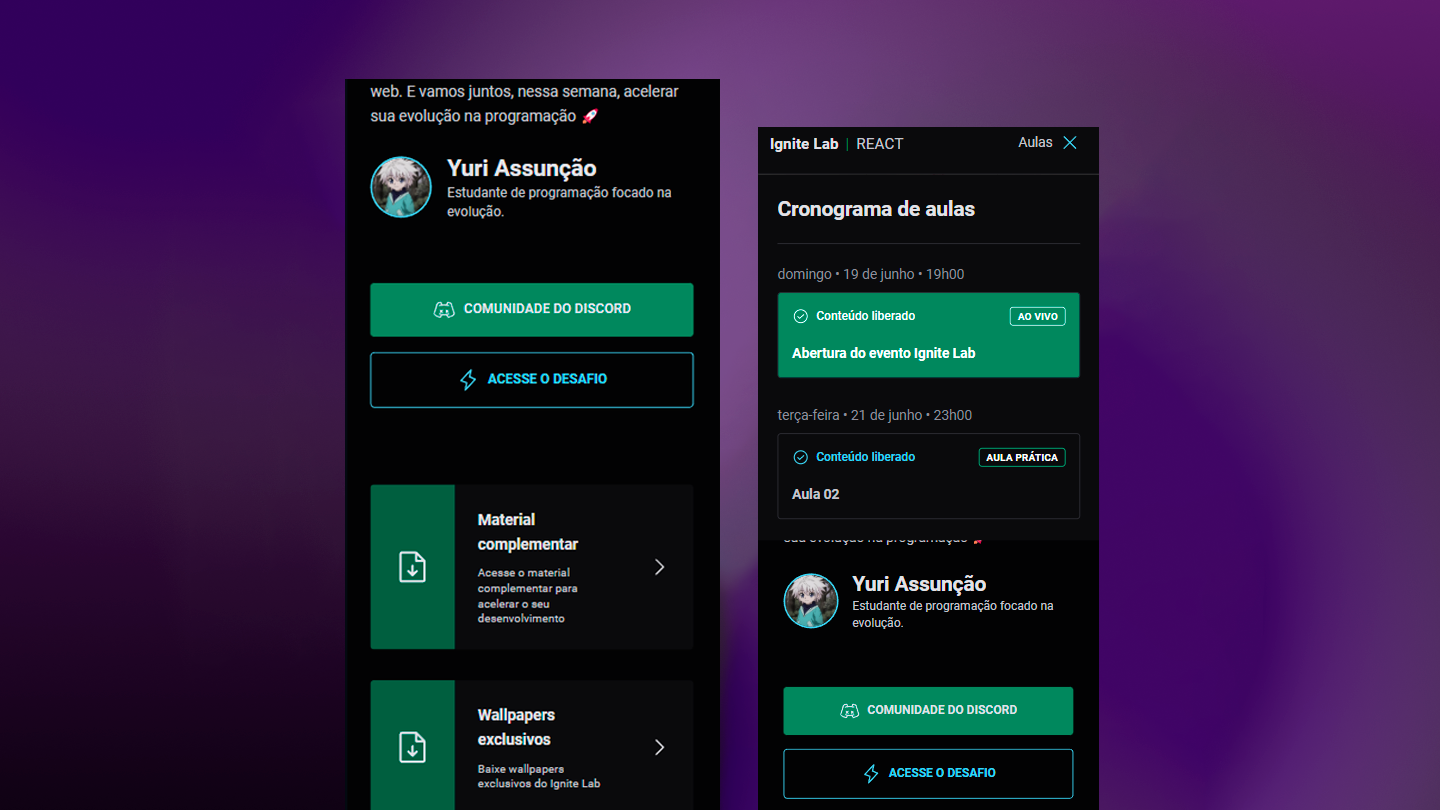 web. E vamos juntos, nessa semana, acelerar
sua evolução na programação 🚀
Yuri Assunção
Estudante de programação focado na
evolução.
COMUNIDADE DO DISCORD
ACESSE O DESAFIO
Material
complementar
Acesse o material
complementar para
acelerar o seu
desenvolvimento
Wallpapers
exclusivos
Baixe wallpapers
exclusivos do Ignite Lab
Ignite Lab | REACT
Aulas
Cronograma de aulas
domingo • 19 de junho • 19h00
Conteúdo liberado
AO VIVO
Abertura do evento Ignite Lab
terça-feira • 21 de junho • 23h00
Conteúdo liberado
AULA PRÁTICA
Aula 02
sua evolução na programação 🚀
Yuri Assunção
Estudante de programação focado na
evolução.
COMUNIDADE DO DISCORD
ACESSE O DESAFIO